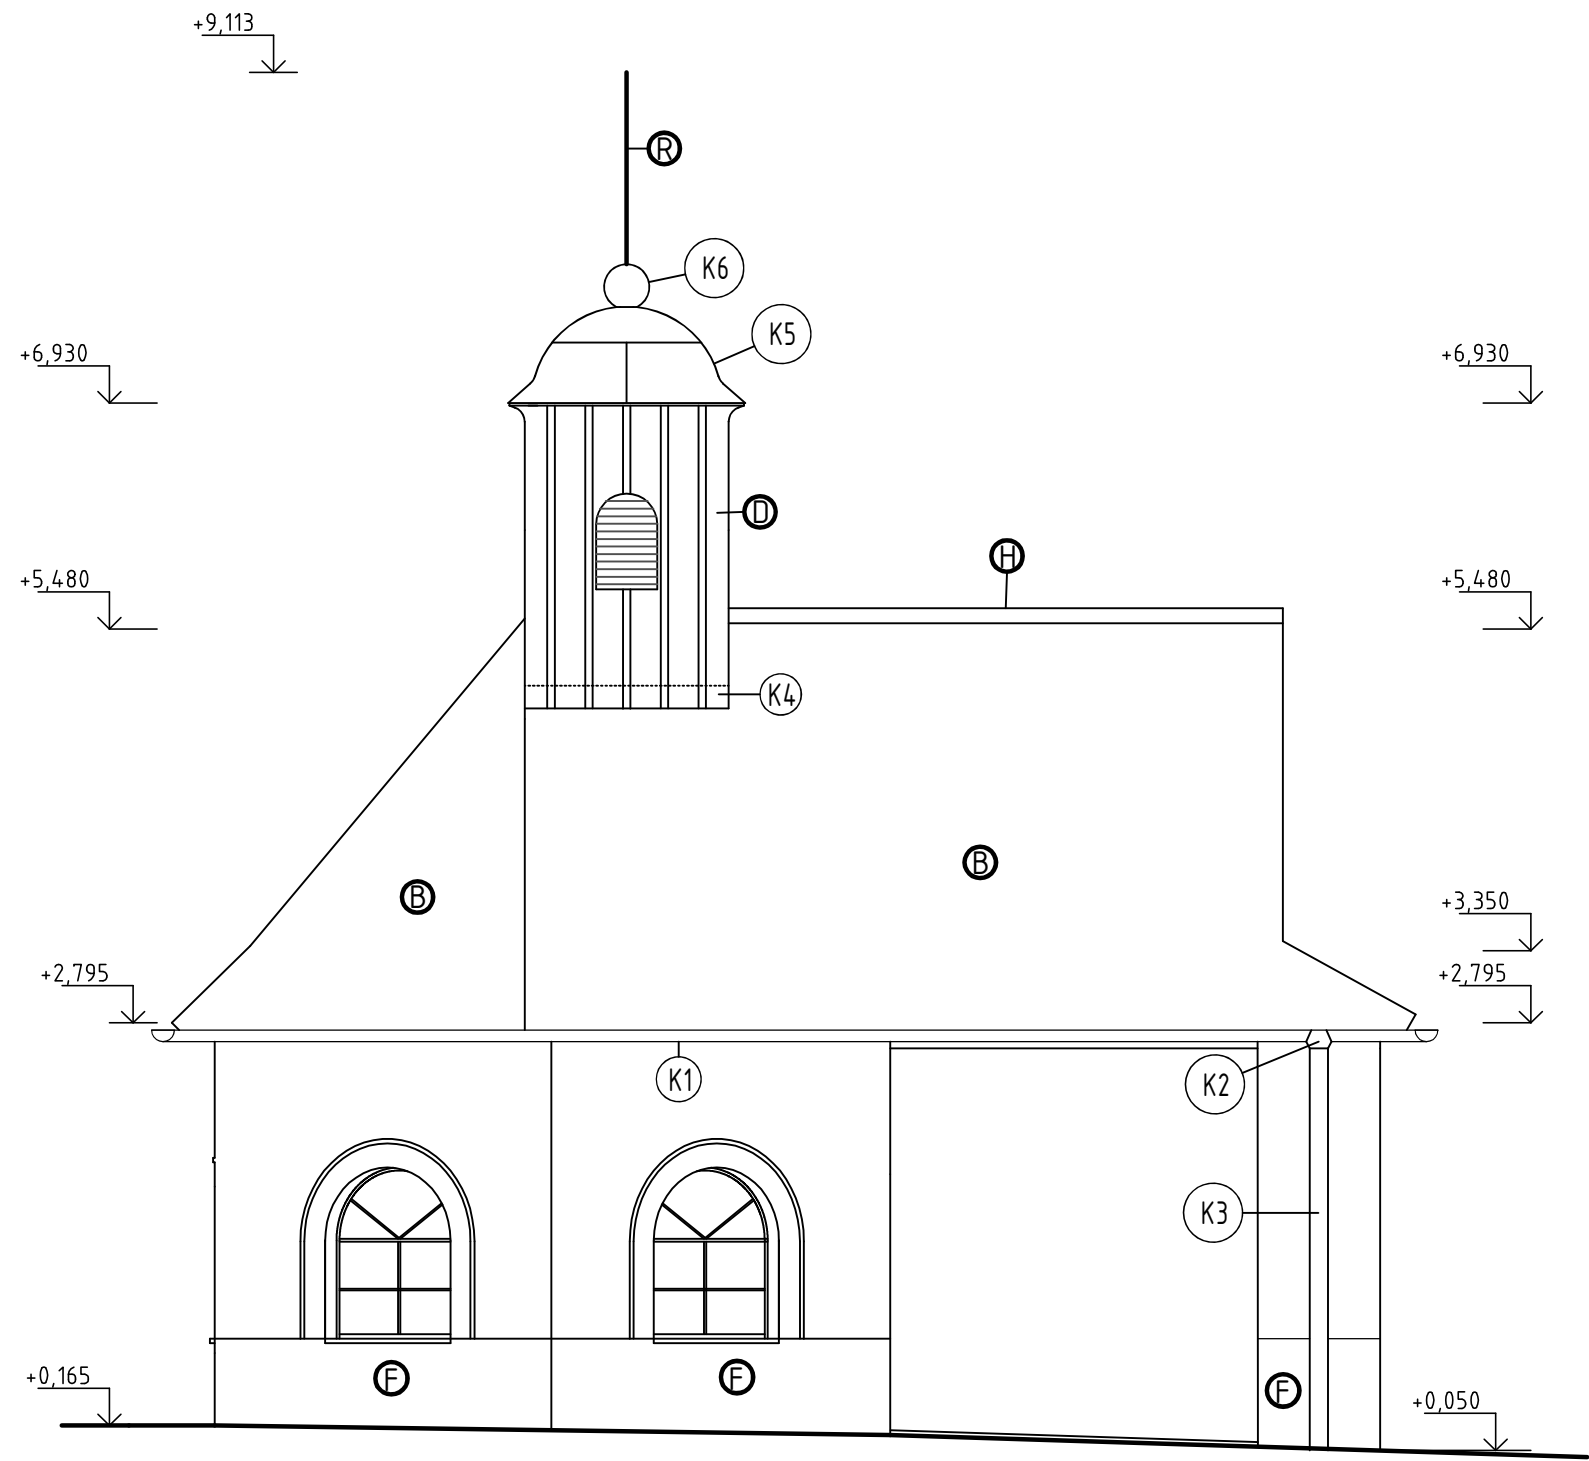 +9,113
R
K6
K5
+6,930
+6,930
D
H
+5,480
+5,480
K4
B
B
+3,350
+2,795
+2,795
K1
K2
K3
F
F
F
+0,165
+0,050